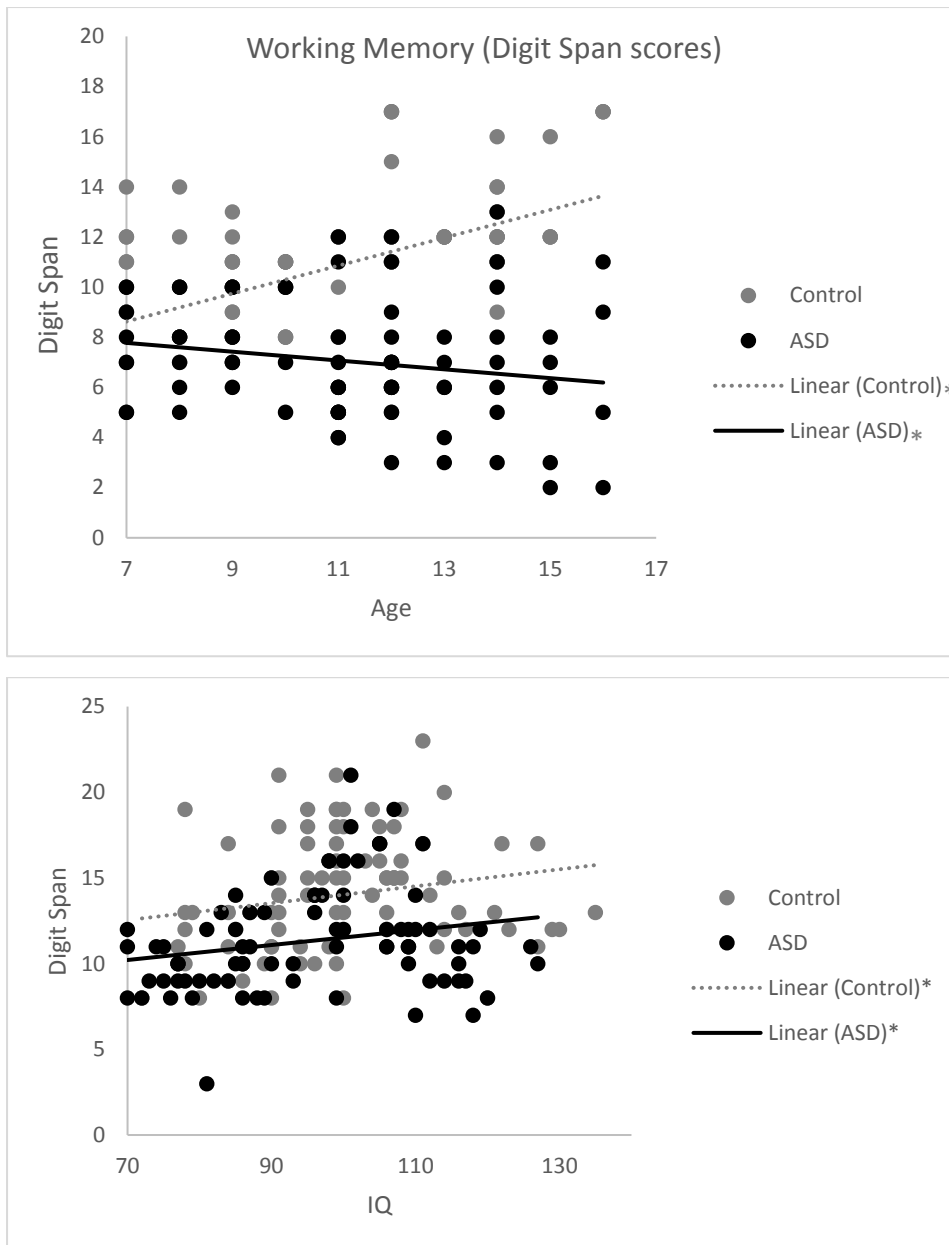 Working Memory (Digit Span scores)
20
18
16
14
12
10
8
6
4
2
0
Digit Span
7 9 11 13 15 17
Age
Control
ASD
Linear (Control)*
Linear (ASD)*
25
20
15
10
5
0
Digit Span
70 90 110 130
IQ
Control
ASD
Linear (Control)*
Linear (ASD)*